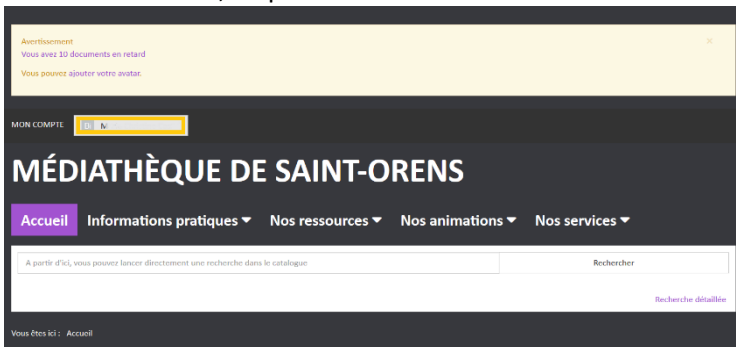 Avertissement
Vous avez 10 documents en retard
Vous pouvez ajouter votre avatar.
×
MON COMPTE
MÉDIATHÈQUE DE SAINT-ORENS
Accueil Informations pratiques Nos ressources Nos animations Nos services
A partir d'ici, vous pouvez lancer directement une recherche dans le catalogue Rechercher
Recherche détaillée
Vous êtes ici : Accueil